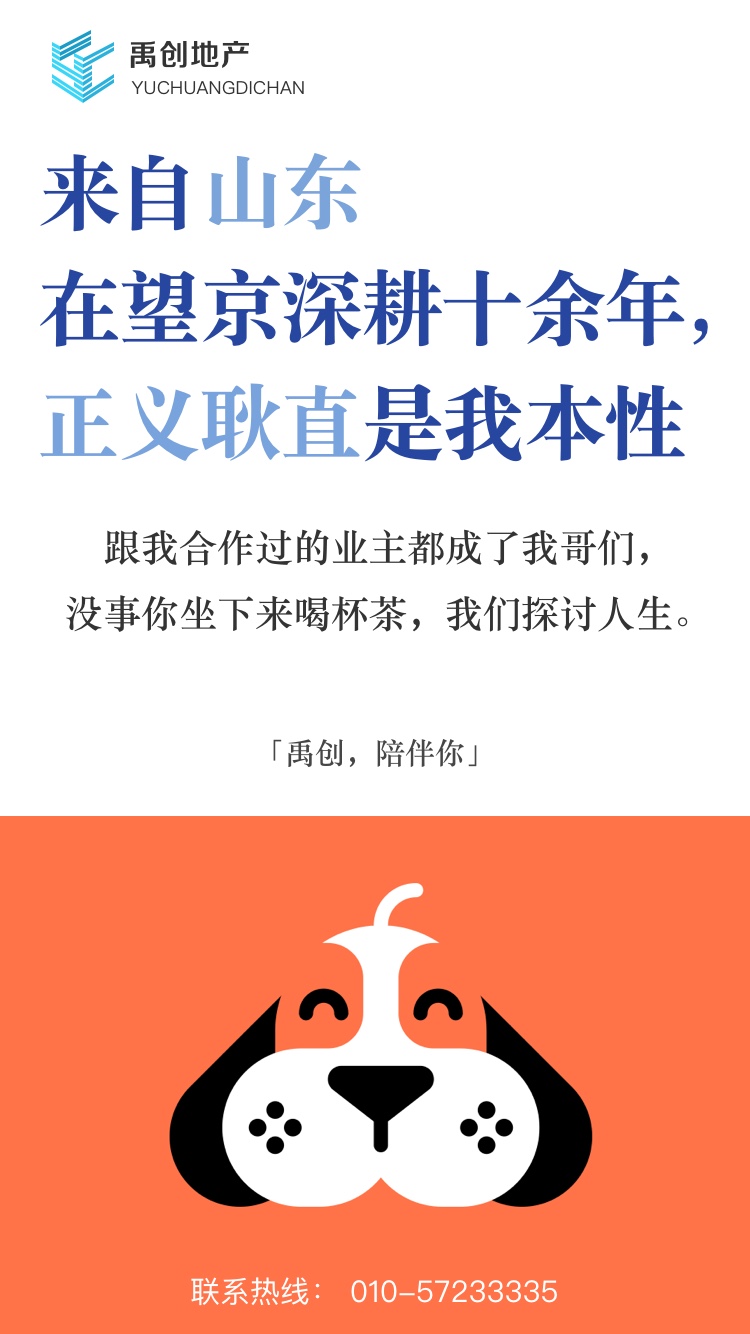 禹创地产
YUCHUANGDICHAN
来自山东
在望京深耕十余年，
正义耿直是我本性
跟我合作过的业主都成了我哥们，
没事你坐下来喝杯茶，我们探讨人生。
「禹创，陪伴你」
联系热线： 010-57233335